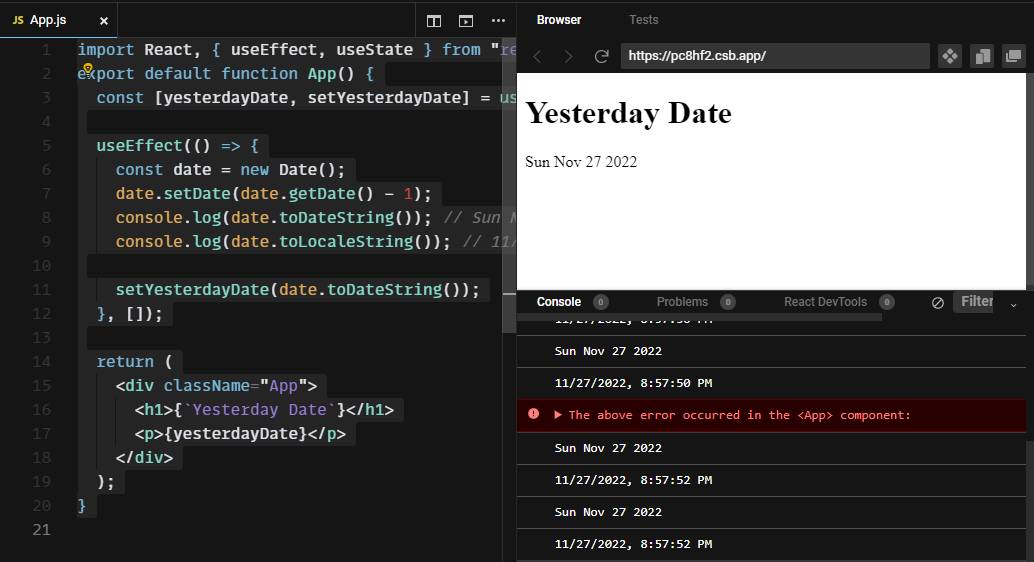 JS App.js ×
1 import React, { useEffect, useState } from "re
2 export default function App() {
3 const [yesterdayDate, setYesterdayDate] = us
4
5 useEffect(() => {
6 const date = new Date();
7 date.setDate(date.getDate() - 1);
8 console.log(date.toDateString()); // Sun N
9 console.log(date.toLocaleString()); // 11/
10
11 setYesterdayDate(date.toDateString());
12 }, []);
13
14 return (
15 <div className="App">
16 <h1>{`Yesterday Date`}</h1>
17 <p>{yesterdayDate}</p>
18 </div>
19 );
20 }
21
Browser Tests
https://pc8hf2.csb.app/
Yesterday Date
Sun Nov 27 2022
Console 0 Problems 0 React DevTools 0 Filter
Sun Nov 27 2022
11/27/2022, 8:57:50 PM
The above error occurred in the <App> component:
Sun Nov 27 2022
11/27/2022, 8:57:52 PM
Sun Nov 27 2022
11/27/2022, 8:57:52 PM